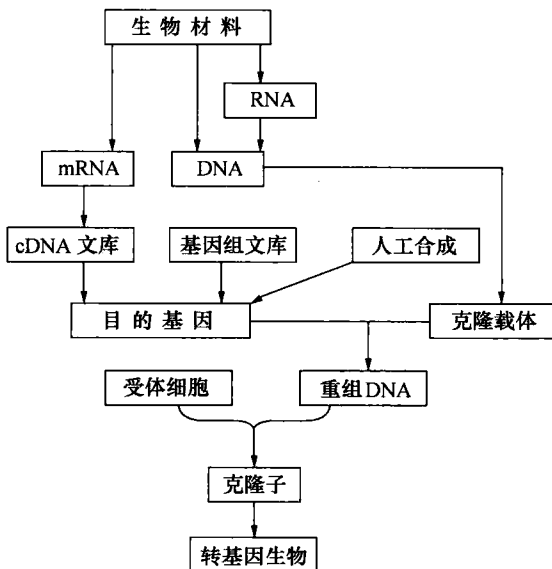 生物材料
RNA
mRNA
DNA
cDNA 文库
基因组文库
人工合成
目的基因
克隆载体
受体细胞
重组DNA
克隆子
转基因生物